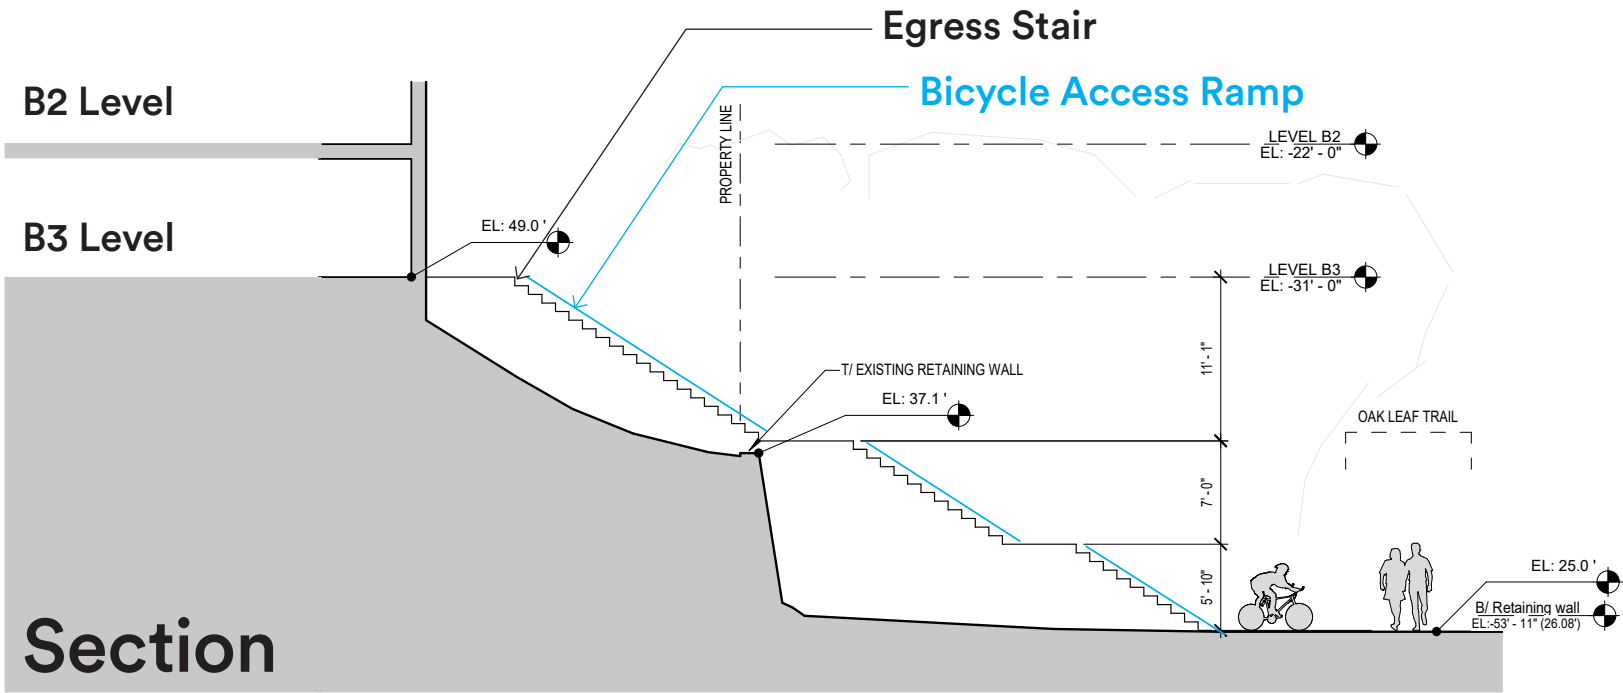 Egress Stair
Bicycle Access Ramp
B2 Level
PROPERTY LINE
LEVEL B2
EL: -22' - 0"
B3 Level
EL: 49.0 '
LEVEL B3
EL: -31' - 0"
11' - 1"
T/ EXISTING RETAINING WALL
EL: 37.1 '
OAK LEAF TRAIL
7' - 0"
5' - 10"
EL: 25.0 '
B/ Retaining wall
EL:-53' - 11" (26.08')
Section